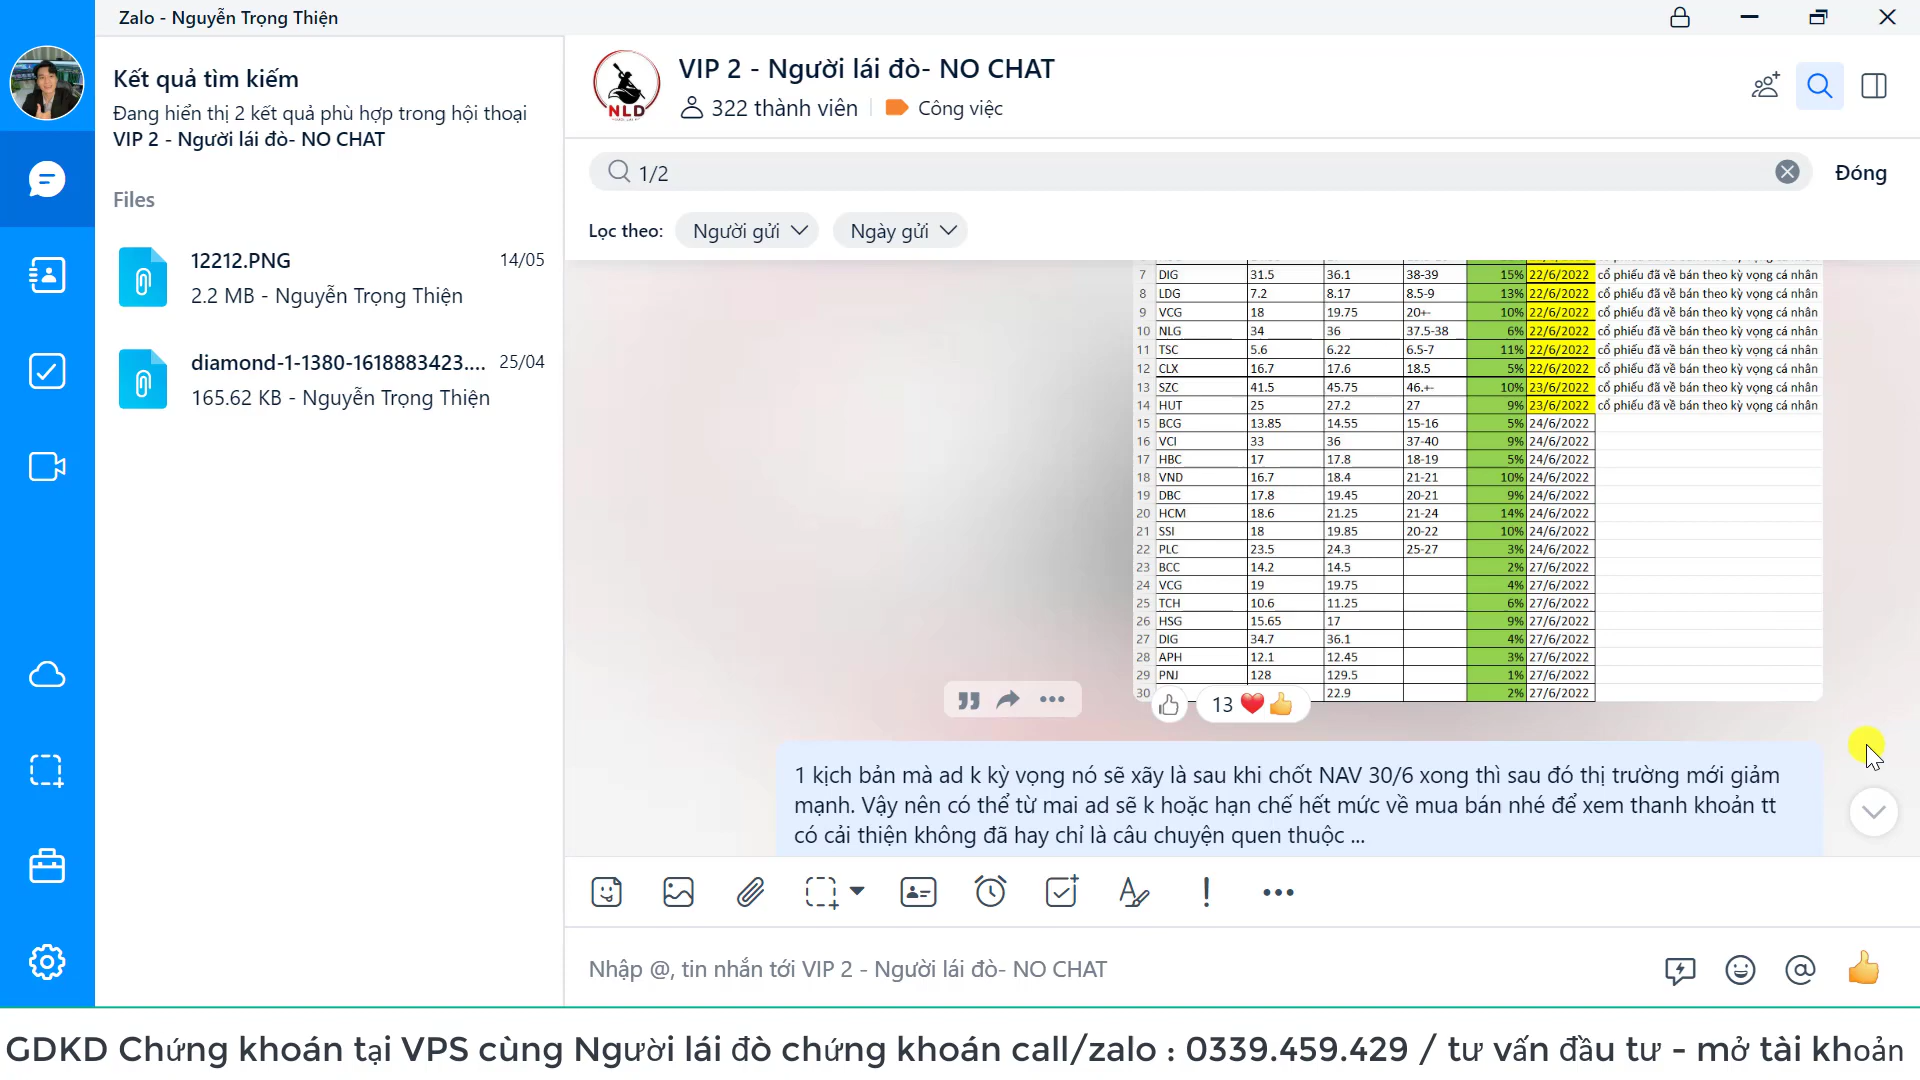 Zalo - Nguyễn Trọng Thiện
Kết quả tìm kiếm
Đang hiển thị 2 kết quả phù hợp trong hội thoại
VIP 2 - Người lái đò- NO CHAT
Files
12212.PNG 14/05
2.2 MB - Nguyễn Trọng Thiện
diamond-1-1380-1618883423.... 25/04
165.62 KB - Nguyễn Trọng Thiện
NLD
VIP 2 - Người lái đò- NO CHAT
322 thành viên Công việc
1/2 Đóng
Lọc theo: Người gửi Ngày gửi
7 DIG 31.5 36.1 38-39 15% 22/6/2022 cổ phiếu đã về bán theo kỳ vọng cá nhân
8 LDG 7.2 8.17 8.5-9 13% 22/6/2022 cổ phiếu đã về bán theo kỳ vọng cá nhân
9 VCG 18 19.75 20+- 10% 22/6/2022 cổ phiếu đã về bán theo kỳ vọng cá nhân
10 NLG 34 36 37.5-38 6% 22/6/2022 cổ phiếu đã về bán theo kỳ vọng cá nhân
11 TSC 5.6 6.22 6.5-7 11% 22/6/2022 cổ phiếu đã về bán theo kỳ vọng cá nhân
12 CLX 16.7 17.6 18.5 5% 22/6/2022 cổ phiếu đã về bán theo kỳ vọng cá nhân
13 SZC 41.5 45.75 46.+- 10% 23/6/2022 cổ phiếu đã về bán theo kỳ vọng cá nhân
14 HUT 25 27.2 27 9% 23/6/2022 cổ phiếu đã về bán theo kỳ vọng cá nhân
15 BCG 13.85 14.55 15-16 5% 24/6/2022
16 VCI 33 36 37-40 9% 24/6/2022
17 HBC 17 17.8 18-19 5% 24/6/2022
18 VND 16.7 18.4 21-21 10% 24/6/2022
19 DBC 17.8 19.45 20-21 9% 24/6/2022
20 HCM 18.6 21.25 21-24 14% 24/6/2022
21 SSI 18 19.85 20-22 10% 24/6/2022
22 PLC 23.5 24.3 25-27 3% 24/6/2022
23 BCC 14.2 14.5 2% 27/6/2022
24 VCG 19 19.75 4% 27/6/2022
25 TCH 10.6 11.25 6% 27/6/2022
26 HSG 15.65 17 9% 27/6/2022
27 DIG 34.7 36.1 4% 27/6/2022
28 APH 12.1 12.45 3% 27/6/2022
29 PNJ 128 129.5 1% 27/6/2022
30 22.9 2% 27/6/2022
13
1 kịch bản mà ad k kỳ vọng nó sẽ xãy là sau khi chốt NAV 30/6 xong thì sau đó thị trường mới giảm
mạnh. Vậy nên có thể từ mai ad sẽ k hoặc hạn chế hết mức về mua bán nhé để xem thanh khoản tt
có cải thiện không đã hay chỉ là câu chuyện quen thuộc ...
Nhập @, tin nhắn tới VIP 2 - Người lái đò- NO CHAT
GDKD Chứng khoán tại VPS cùng Người lái đò chứng khoán call/zalo : 0339.459.429 / tư vấn đầu tư - mở tài khoản